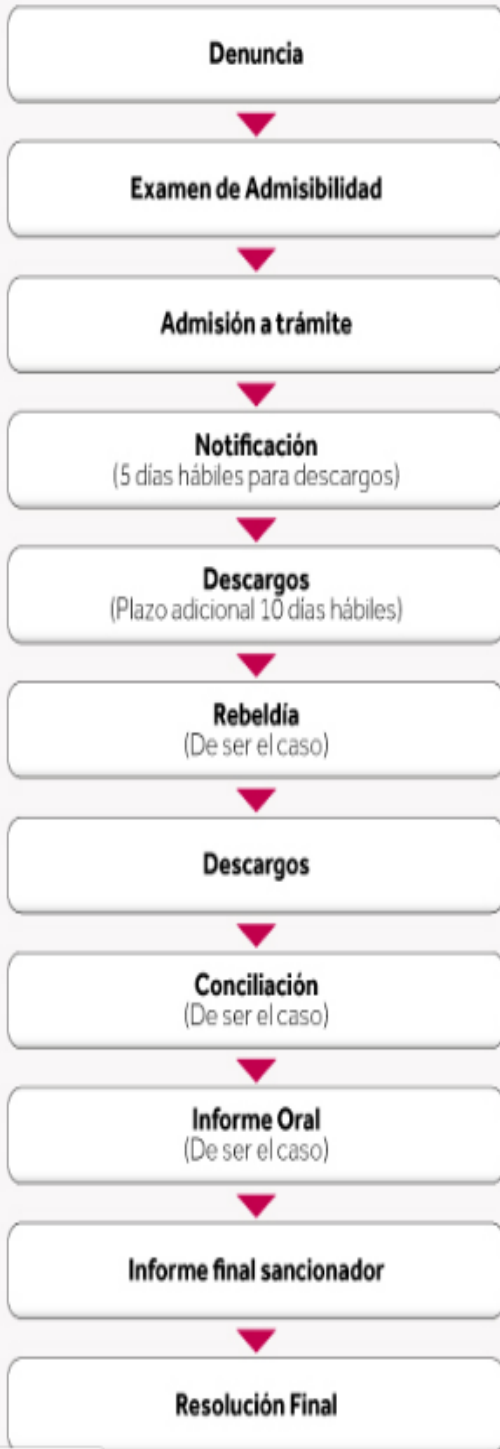 Denuncia
Examen de Admisibilidad
Admisión a trámite
Notificación
(5 días hábiles para descargos)
Descargos
(Plazo adicional 10 días hábiles)
Rebeldía
(De ser el caso)
Descargos
Conciliación
(De ser el caso)
Informe Oral
(De ser el caso)
Informe final sancionador
Resolución Final